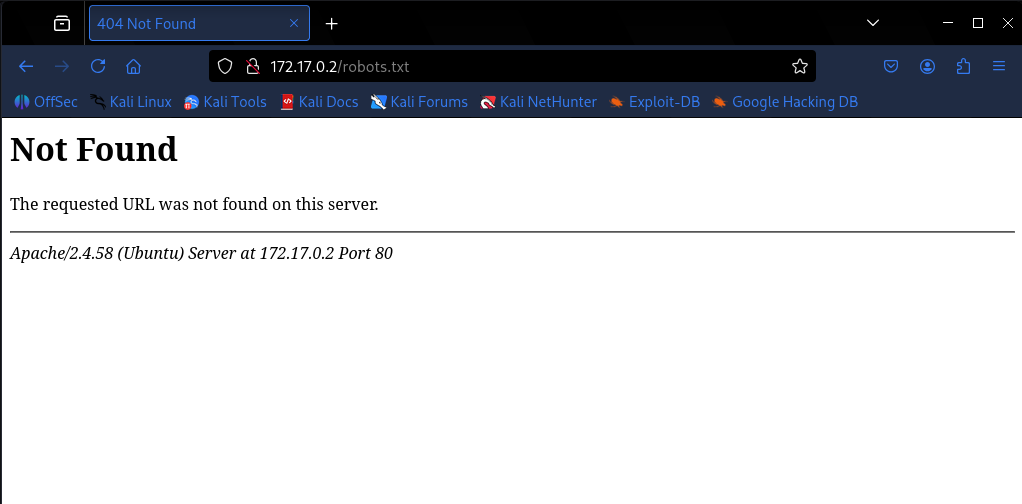 404 Not Found
172.17.0.2/robots.txt
OffSec Kali Linux Kali Tools Kali Docs Kali Forums Kali NetHunter Exploit-DB Google Hacking DB
Not Found
The requested URL was not found on this server.
Apache/2.4.58 (Ubuntu) Server at 172.17.0.2 Port 80